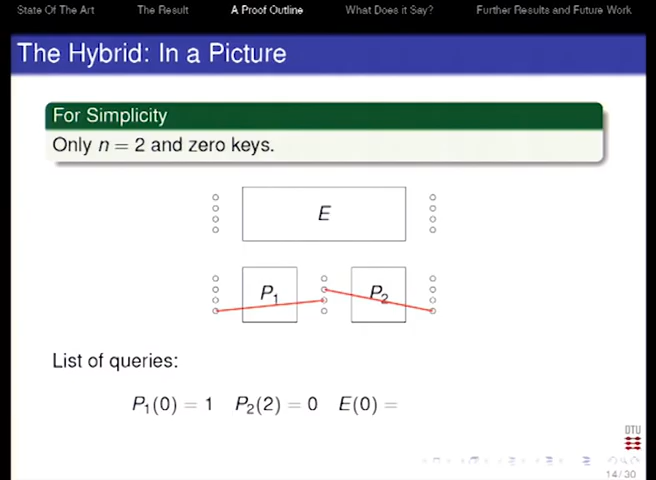 State Of The Art The Result A Proof Outline What Does it Say? Further Results and Future Work
The Hybrid: In a Picture
For Simplicity
Only n = 2 and zero keys.
E
P₁ P₂
List of queries:
P₁(0) = 1 P₂(2) = 0 E(0) =
DTU
14/30